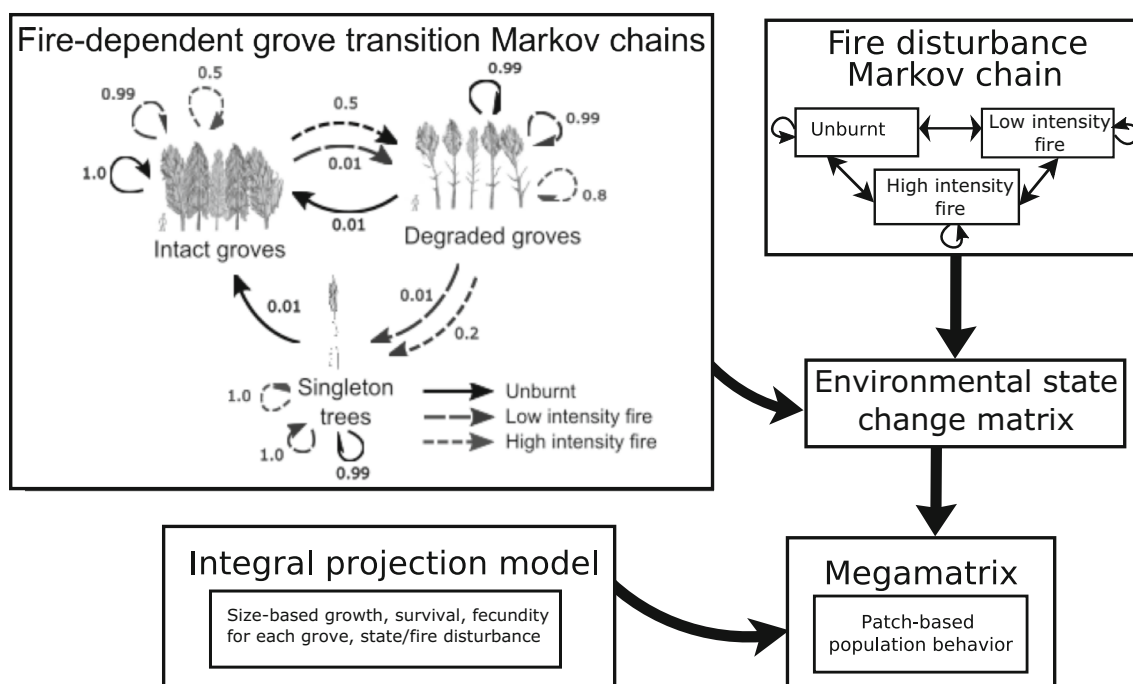 Fire-dependent grove transition Markov chains
0.5
0.99
0.99
0.5
0.99
0.01
1.0
0.8
0.01
Intact groves
Degraded groves
0.01
0.01
0.2
Singleton
trees
1.0
1.0
0.99
Unburnt
Low intensity fire
High intensity fire
Fire disturbance
Markov chain
Unburnt
Low intensity
fire
High intensity
fire
Environmental state
change matrix
Integral projection model
Size-based growth, survival, fecundity
for each grove, state/fire disturbance
Megamatrix
Patch-based
population behavior